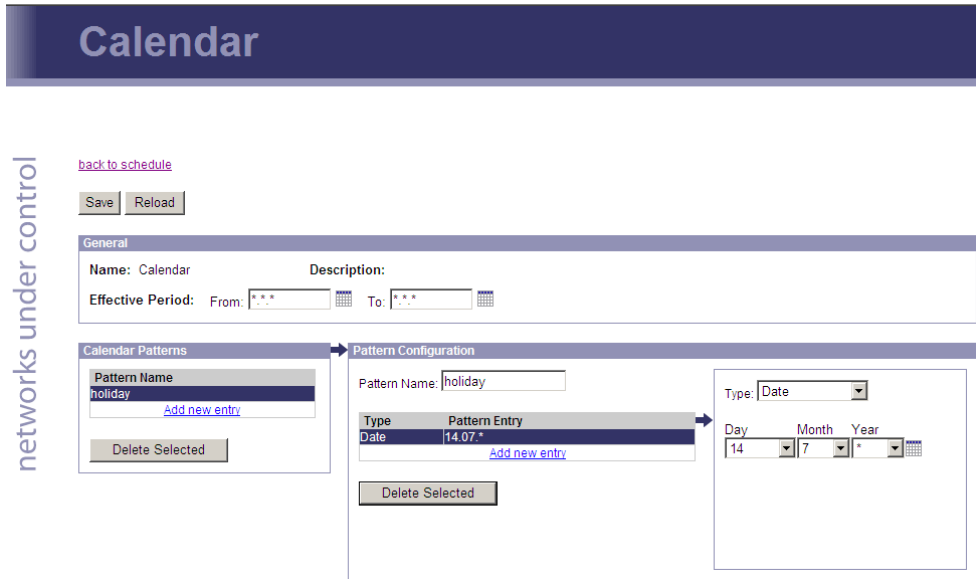 Calendar
networks under control
back to schedule
Save Reload
General
Name: Calendar Description:
Effective Period: From: *.*.* To: *.*.*
Calendar Patterns
Pattern Name
holiday
Add new entry
Delete Selected
Pattern Configuration
Pattern Name: holiday
Type Pattern Entry
Date 14.07.*
Add new entry
Delete Selected
Type: Date
Day Month Year
14 7 *